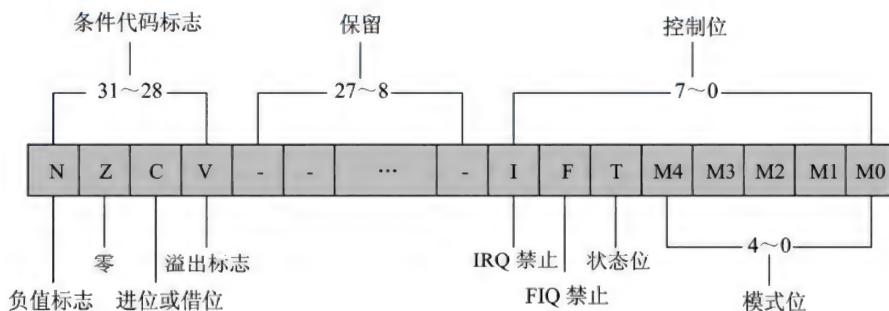 条件代码标志 保留 控制位
31～28 27～8 7～0
N Z C V - - … - I F T M4 M3 M2 M1 M0
4～0
零 溢出标志 IRQ 禁止 状态位
负值标志 进位或借位 FIQ 禁止 模式位